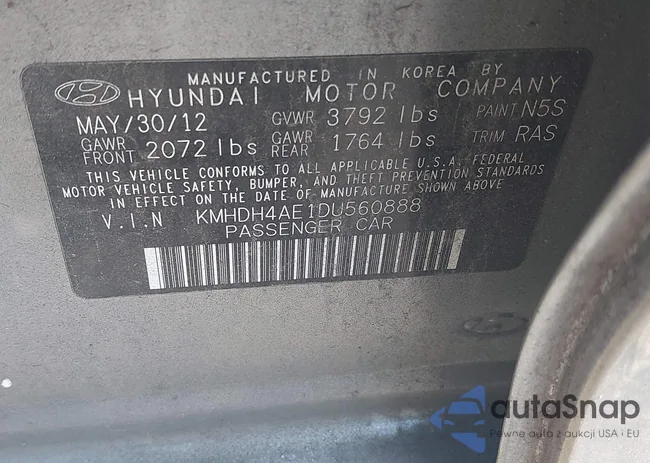 MANUFACTURED IN KOREA BY
HYUNDAI MOTOR COMPANY
MAY/30/12 GVWR 3792 lbs PAINT N5S
GAWR FRONT 2072 lbs GAWR REAR 1764 lbs TRIM RAS
THIS VEHICLE CONFORMS TO ALL APPLICABLE U.S.A. FEDERAL
MOTOR VEHICLE SAFETY, BUMPER, AND THEFT PREVENTION STANDARDS
IN EFFECT ON THE DATE OF MANUFACTURE SHOWN ABOVE.
V.I.N KMHDH4AE1DU560888
PASSENGER CAR
autaSnap
Pewne auta z aukcji USA i EU